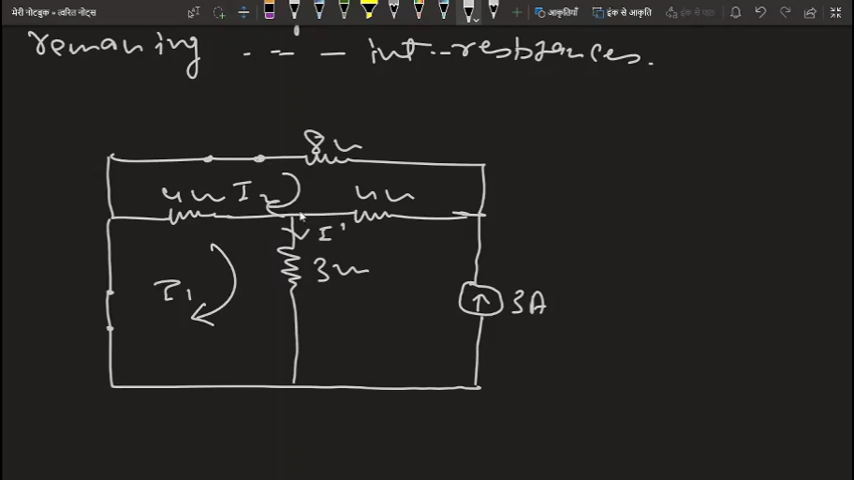 मेरी नोटबुक - त्वरित नोट्स
आकृतियाँ इंक से आकृति
remaning int..resistances.
8Ω
4Ω I₂ 4Ω
I'
I₁ 3Ω
3A